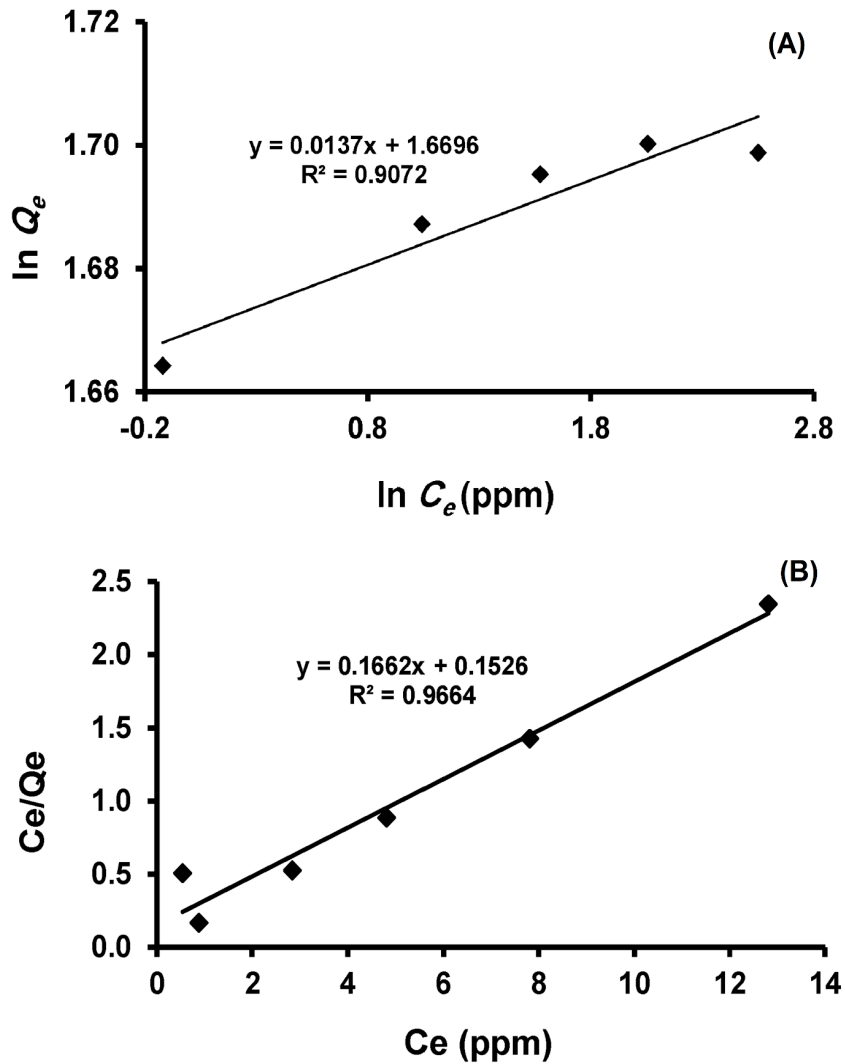 (A)
1.72
1.70
1.68
1.66
y = 0.0137x + 1.6696
R² = 0.9072
ln Qe
-0.2
0.8
1.8
2.8
ln Ce (ppm)
(B)
2.5
2.0
1.5
1.0
0.5
0.0
y = 0.1662x + 0.1526
R² = 0.9664
Ce/Qe
0
2
4
6
8
10
12
14
Ce (ppm)